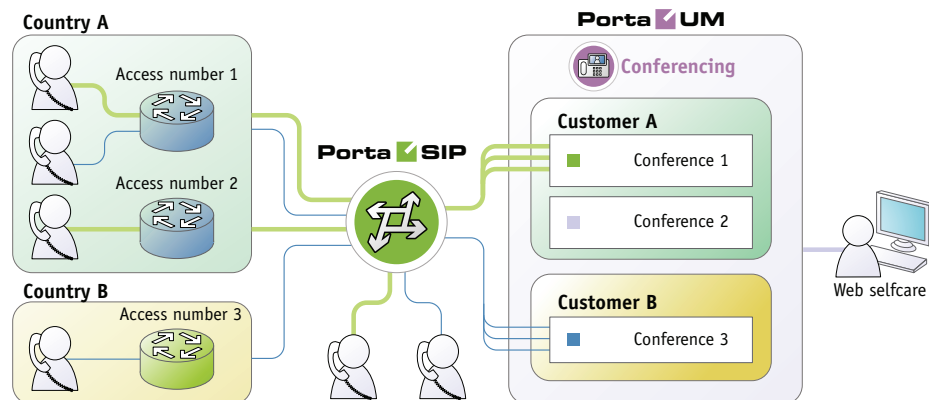 Country A
Access number 1
Access number 2
Country B
Access number 3
Porta SIP
Porta UM
Conferencing
Customer A
Conference 1
Conference 2
Customer B
Conference 3
Web selfcare